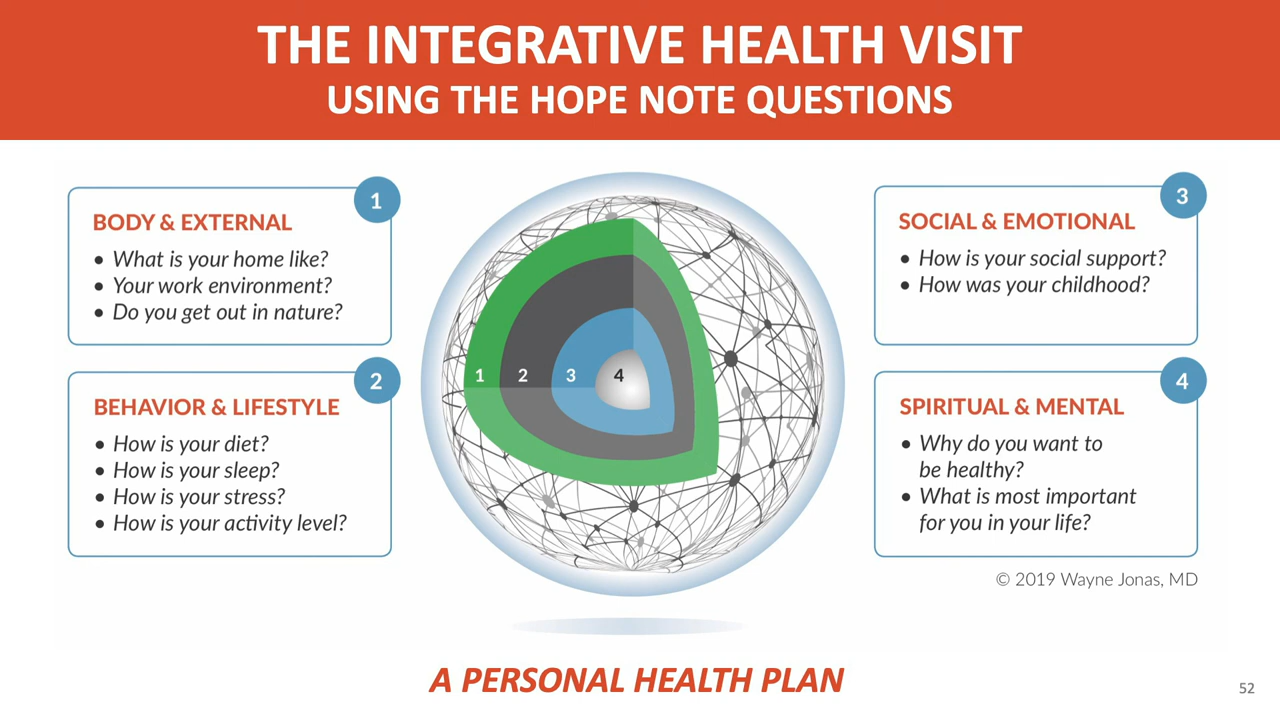 THE INTEGRATIVE HEALTH VISIT
USING THE HOPE NOTE QUESTIONS
1
BODY & EXTERNAL
• What is your home like?
• Your work environment?
• Do you get out in nature?
2
BEHAVIOR & LIFESTYLE
• How is your diet?
• How is your sleep?
• How is your stress?
• How is your activity level?
1 2 3 4
3
SOCIAL & EMOTIONAL
• How is your social support?
• How was your childhood?
4
SPIRITUAL & MENTAL
• Why do you want to
be healthy?
• What is most important
for you in your life?
© 2019 Wayne Jonas, MD
A PERSONAL HEALTH PLAN
52